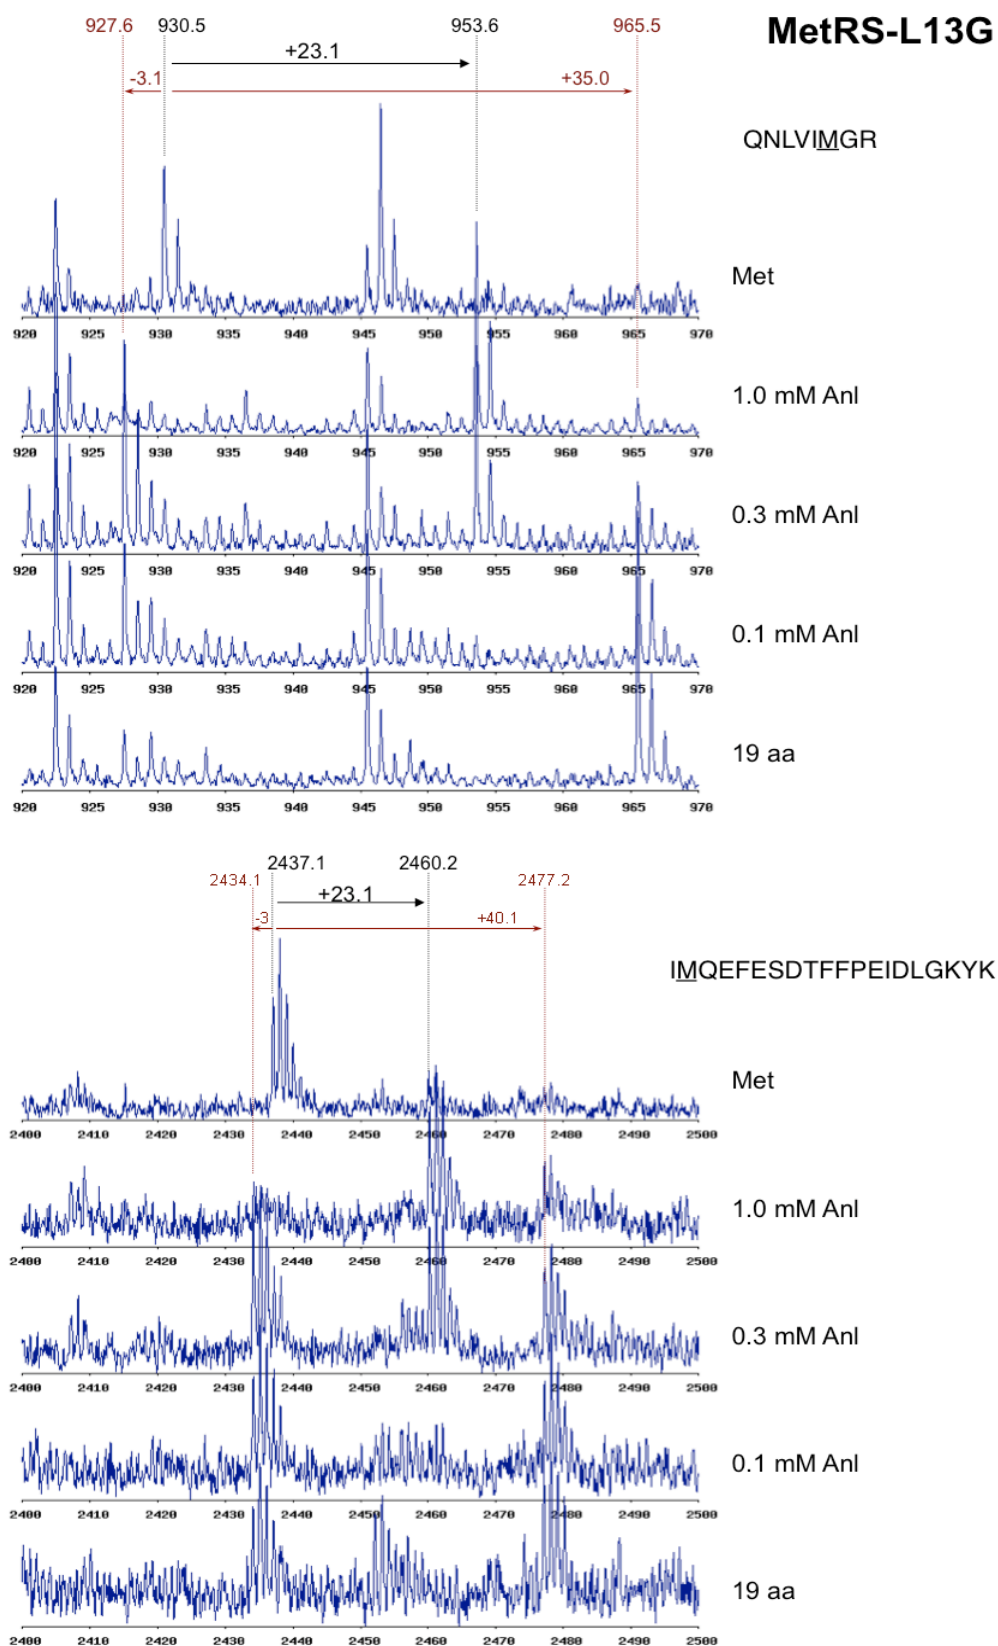 927.6 930.5 953.6 965.5 MetRS-L13G
+23.1
-3.1 +35.0
QNLVIMGR
Met
920 925 930 935 940 945 950 955 960 965 970
1.0 mM Anl
920 925 930 935 940 945 950 955 960 965 970
0.3 mM Anl
920 925 930 935 940 945 950 955 960 965 970
0.1 mM Anl
920 925 930 935 940 945 950 955 960 965 970
19 aa
920 925 930 935 940 945 950 955 960 965 970
2437.1 2460.2
2434.1 2477.2
+23.1
-3 +40.1
IMQEFESDTFFPEIDLGKYK
Met
2400 2410 2420 2430 2440 2450 2460 2470 2480 2490 2500
1.0 mM Anl
2400 2410 2420 2430 2440 2450 2460 2470 2480 2490 2500
0.3 mM Anl
2400 2410 2420 2430 2440 2450 2460 2470 2480 2490 2500
0.1 mM Anl
2400 2410 2420 2430 2440 2450 2460 2470 2480 2490 2500
19 aa
2400 2410 2420 2430 2440 2450 2460 2470 2480 2490 2500